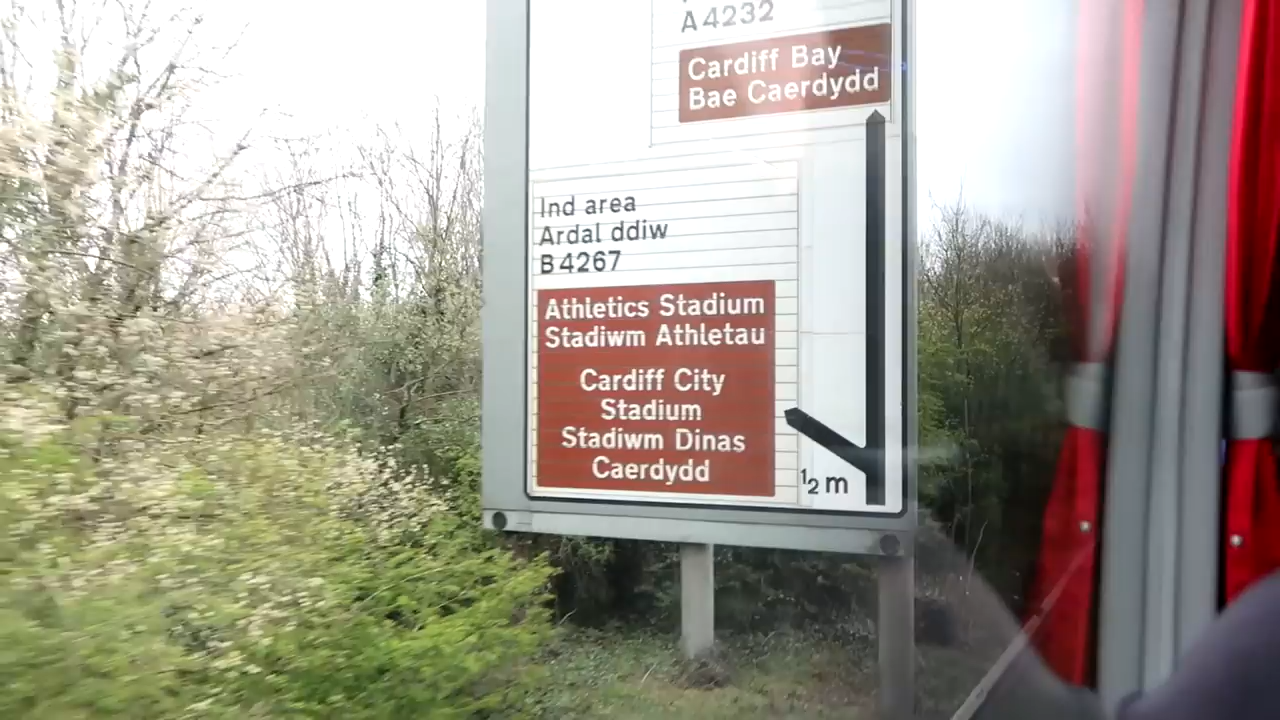 A4232
Cardiff Bay
Bae Caerdydd
Ind area
Ardal ddiw
B4267
Athletics Stadium
Stadiwm Athletau
Cardiff City
Stadium
Stadiwm Dinas
Caerdydd
½ m